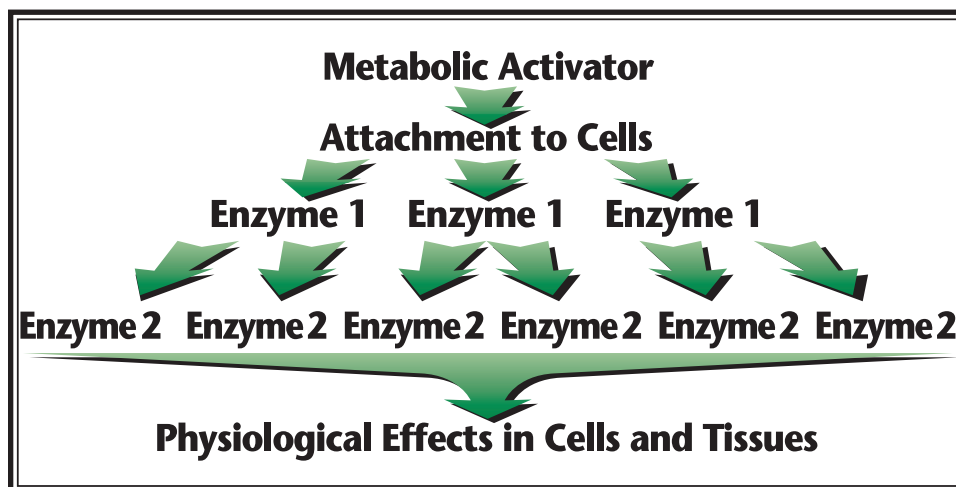 Metabolic Activator
Attachment to Cells
Enzyme 1 Enzyme 1 Enzyme 1
Enzyme 2 Enzyme 2 Enzyme 2 Enzyme 2 Enzyme 2 Enzyme 2
Physiological Effects in Cells and Tissues